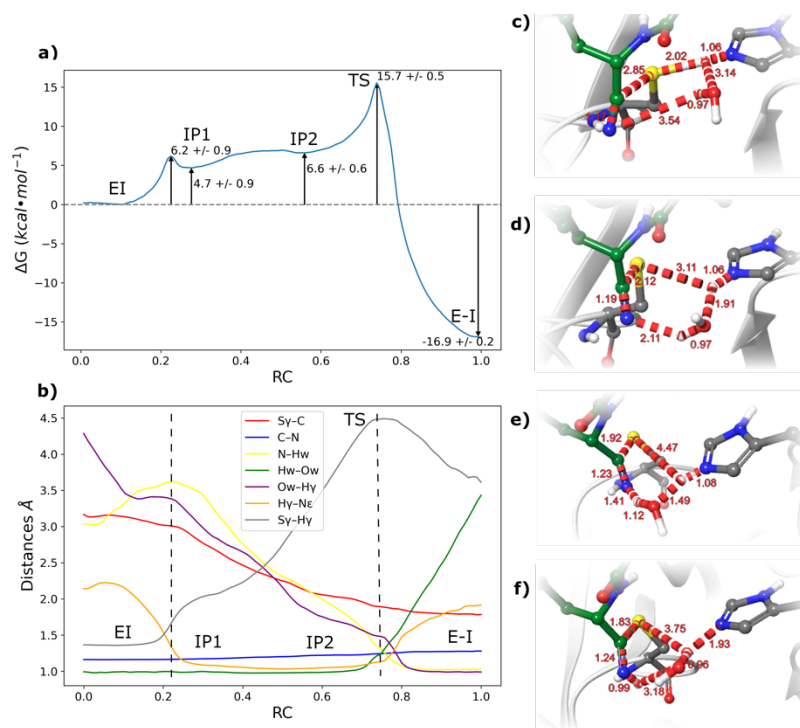 a)
TS
15.7 +/- 0.5
IP1
6.2 +/- 0.9
IP2
EI
4.7 +/- 0.9
6.6 +/- 0.6
E-I
-16.9 +/- 0.2
ΔG (kcal•mol⁻¹)
15
10
5
0
−5
−10
−15
0.0 0.2 0.4 0.6 0.8 1.0
RC
b)
TS
Sγ–C
C–N
N–Hw
Hw–Ow
Ow–Hγ
Hγ–Nε
Sγ–Hγ
EI
IP1
IP2
E-I
Distances Å
4.5
4.0
3.5
3.0
2.5
2.0
1.5
1.0
0.0 0.2 0.4 0.6 0.8 1.0
RC
c)
1.06
2.02
2.85
3.14
0.97
3.54
d)
2.12
3.11
1.06
1.19
1.91
2.11
0.97
e)
1.92
4.47
1.23
1.08
1.41
1.49
1.12
f)
1.83
3.75
1.93
1.24
0.96
0.99
3.18